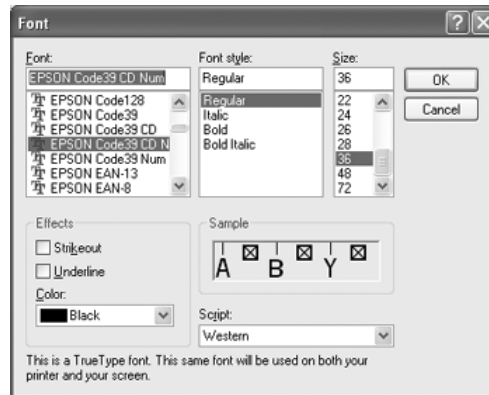 Font
Font:
Font style:
Size:
EPSON Code39 CD Num
Regular
36
OK
Cancel
EPSON Code128
EPSON Code39
EPSON Code39 CD
EPSON Code39 CD N
EPSON Code39 Num
EPSON EAN-13
EPSON EAN-8
Regular
Italic
Bold
Bold Italic
22
24
26
28
36
48
72
Effects
Strikeout
Underline
Color:
Black
Sample
A B Y
Script:
Western
This is a TrueType font. This same font will be used on both your
printer and your screen.